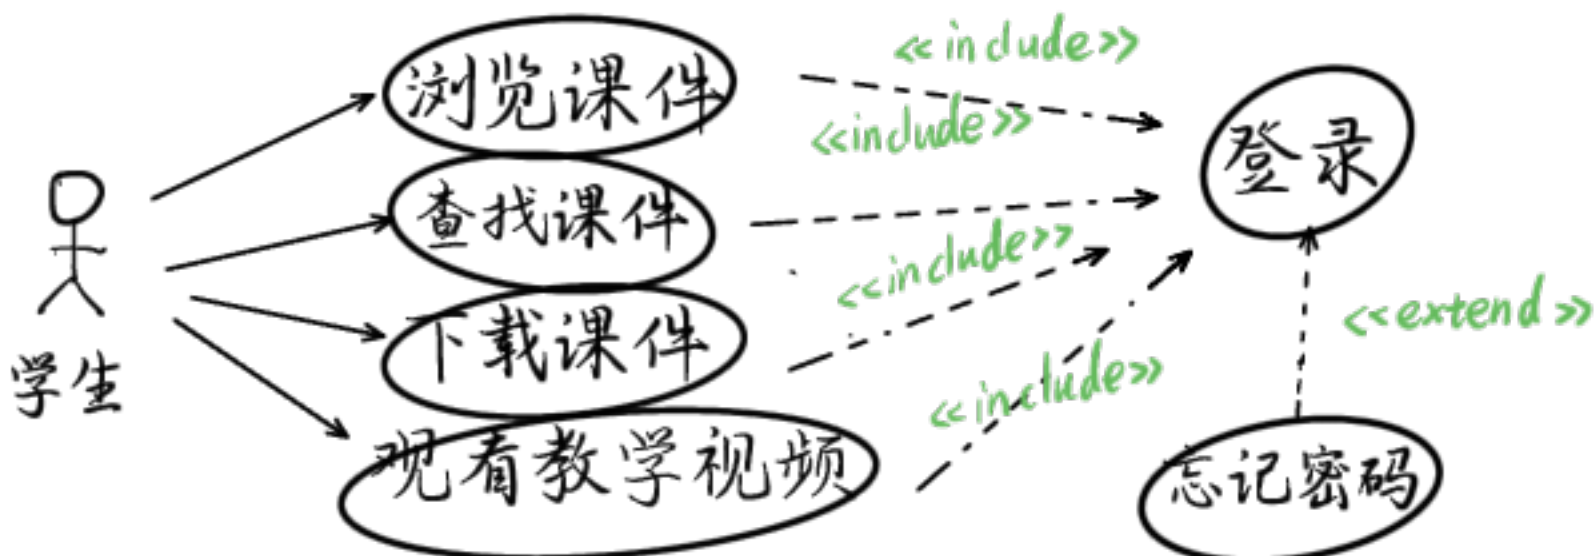 <<include>>
浏览课件
<<include>>
登录
查找课件
<<include>>
<<extend>>
下载课件
学生
<<include>>
观看教学视频
忘记密码